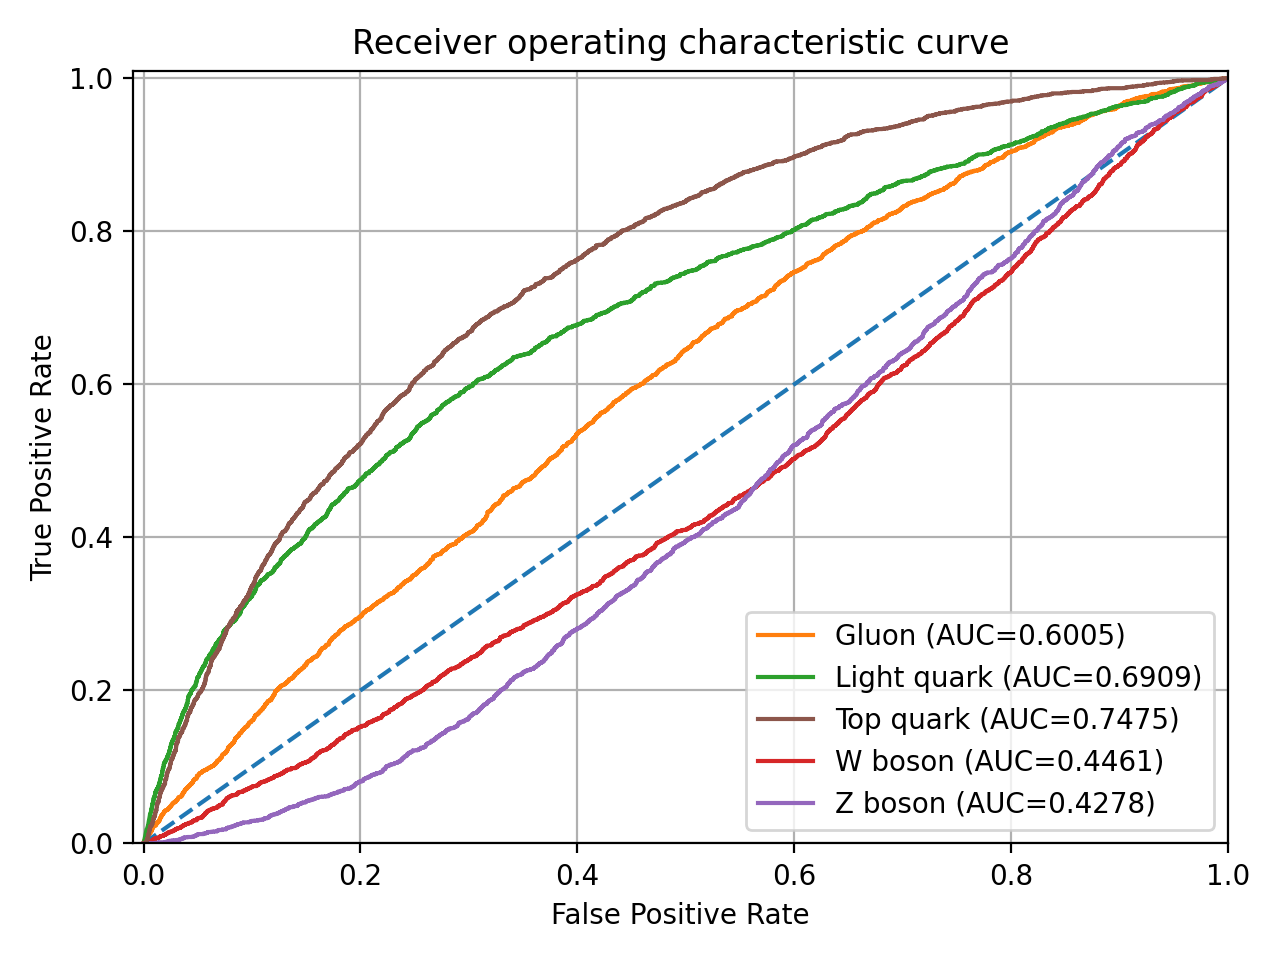 Receiver operating characteristic curve
1.0
0.8
0.6
0.4
0.2
0.0
True Positive Rate
Gluon (AUC=0.6005)
Light quark (AUC=0.6909)
Top quark (AUC=0.7475)
W boson (AUC=0.4461)
Z boson (AUC=0.4278)
0.0 0.2 0.4 0.6 0.8 1.0
False Positive Rate